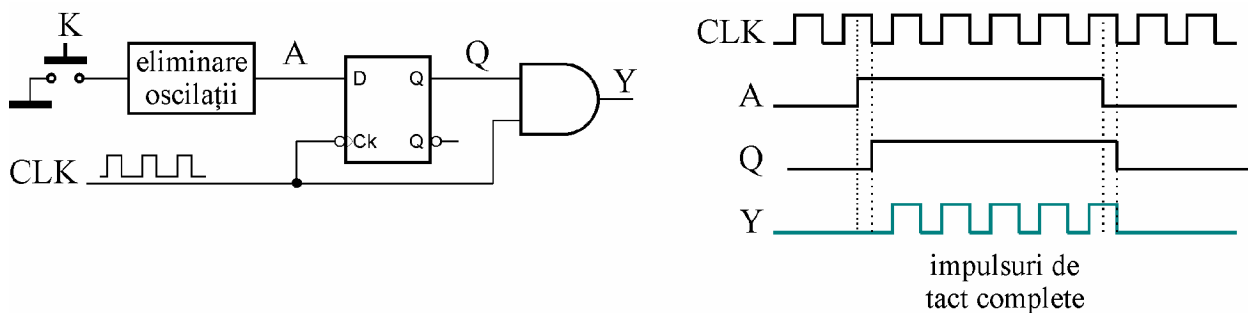 K
eliminare
oscilații
A
D
Q
Ck
Q
Q
Y
CLK
CLK
A
Q
Y
impulsuri de
tact complete